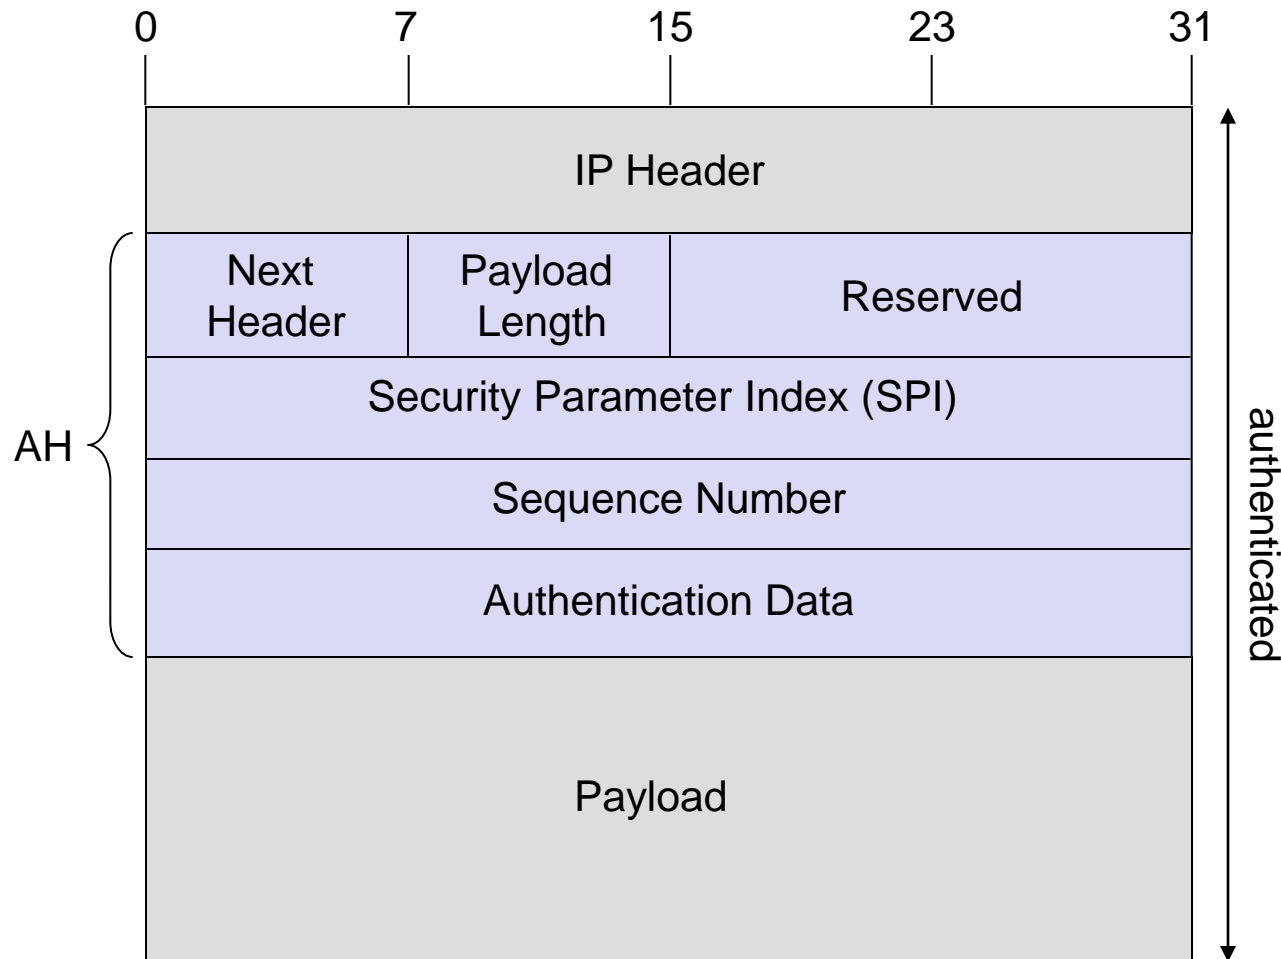 0 7 15 23 31
IP Header
Next
Header
Payload
Length
Reserved
Security Parameter Index (SPI)
AH
Sequence Number
Authentication Data
Payload
authenticated